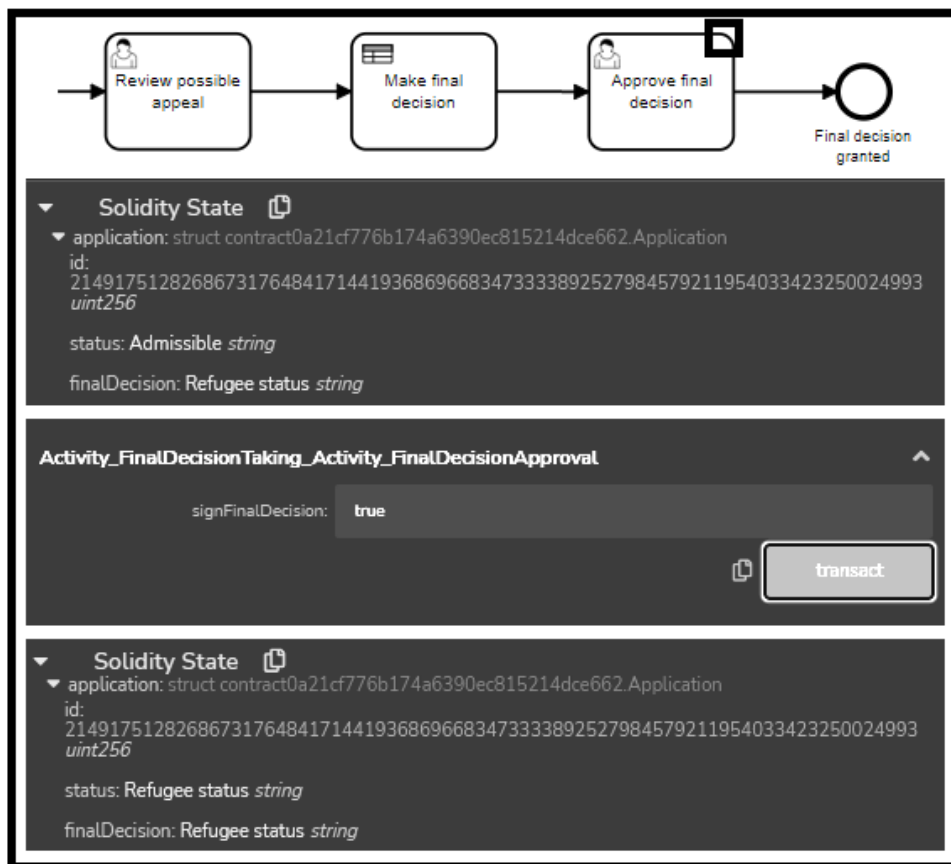 Review possible
appeal
Make final
decision
Approve final
decision
Final decision
granted
Solidity State
application: struct contract0a21cf776b174a6390ec815214dce662.Application
id:
21491751282686731764841714419368696683473333892527984579211954033423250024993
uint256
status: Admissible string
finalDecision: Refugee status string
Activity_FinalDecisionTaking_Activity_FinalDecisionApproval
signFinalDecision: true
transact
Solidity State
application: struct contract0a21cf776b174a6390ec815214dce662.Application
id:
21491751282686731764841714419368696683473333892527984579211954033423250024993
uint256
status: Refugee status string
finalDecision: Refugee status string